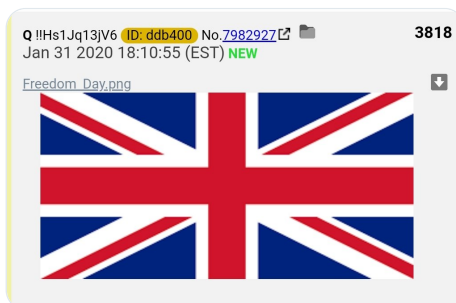 Q !!Hs1Jq13jV6 ID: ddb400 No.7982927 3818
Jan 31 2020 18:10:55 (EST) NEW
Freedom_Day.png